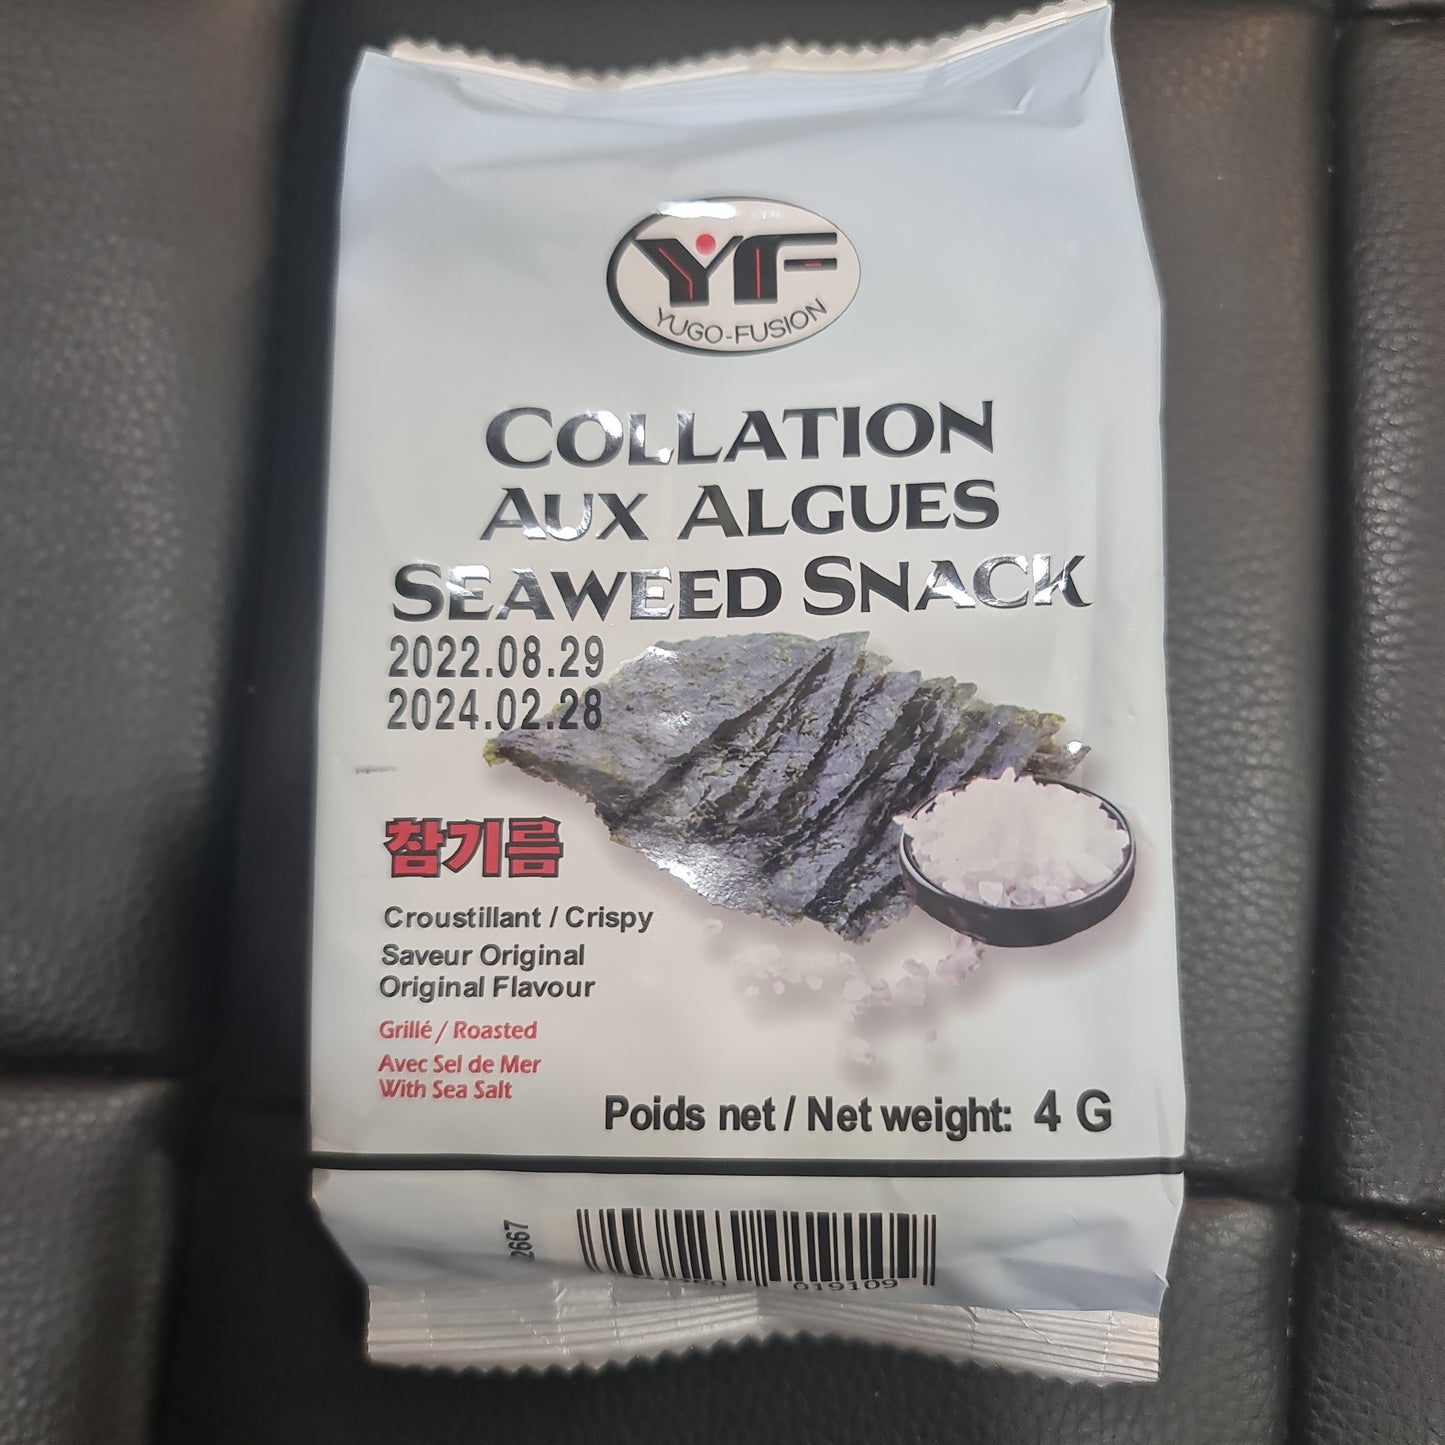 YF
YUGO-FUSION
COLLATION
AUX ALGUES
SEAWEED SNACK
2022.08.29
2024.02.28
참기름
Croustillant / Crispy
Saveur Original
Original Flavour
Grillé / Roasted
Avec Sel de Mer
With Sea Salt
Poids net / Net weight: 4 G
2667
019109